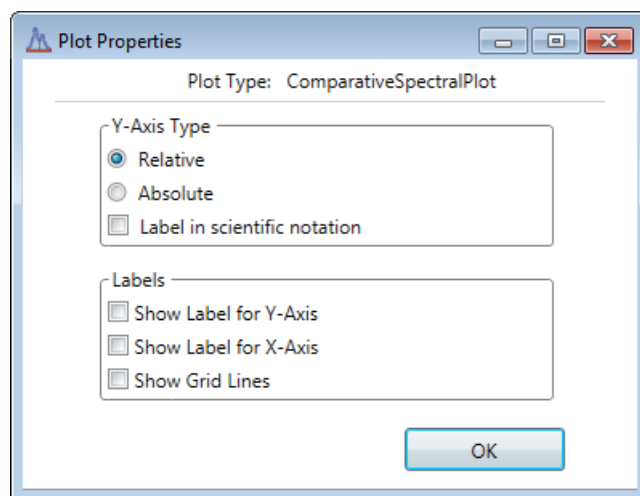 Plot Properties
Plot Type: ComparativeSpectralPlot
Y-Axis Type
Relative
Absolute
Label in scientific notation
Labels
Show Label for Y-Axis
Show Label for X-Axis
Show Grid Lines
OK